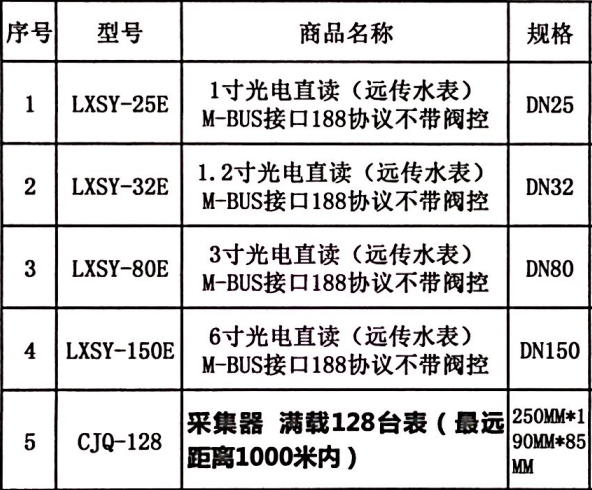 序号 型号 商品名称 规格
1 LXSY-25E 1寸光电直读（远传水表） DN25
M-BUS接口188协议不带阀控
2 LXSY-32E 1.2寸光电直读（远传水表） DN32
M-BUS接口188协议不带阀控
3 LXSY-80E 3寸光电直读（远传水表） DN80
M-BUS接口188协议不带阀控
4 LXSY-150E 6寸光电直读（远传水表） DN150
M-BUS接口188协议不带阀控
5 CJQ-128 采集器 满载128台表（最远
距离1000米内）
250MM*1
90MM*85
MM